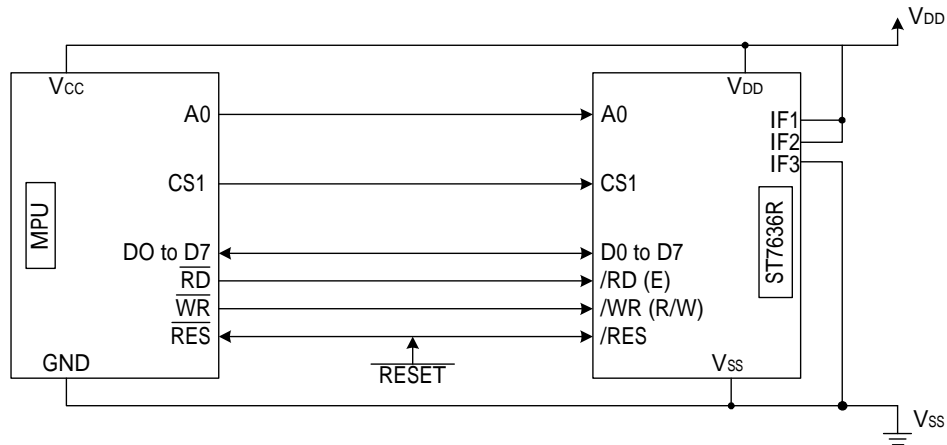 VDD
VCC
VDD
A0
A0
IF1
IF2
IF3
CS1
CS1
MPU
ST7636R
DO to D7
D0 to D7
RD
/RD (E)
WR
/WR (R/W)
RES
/RES
GND
RESET
VSS
VSS